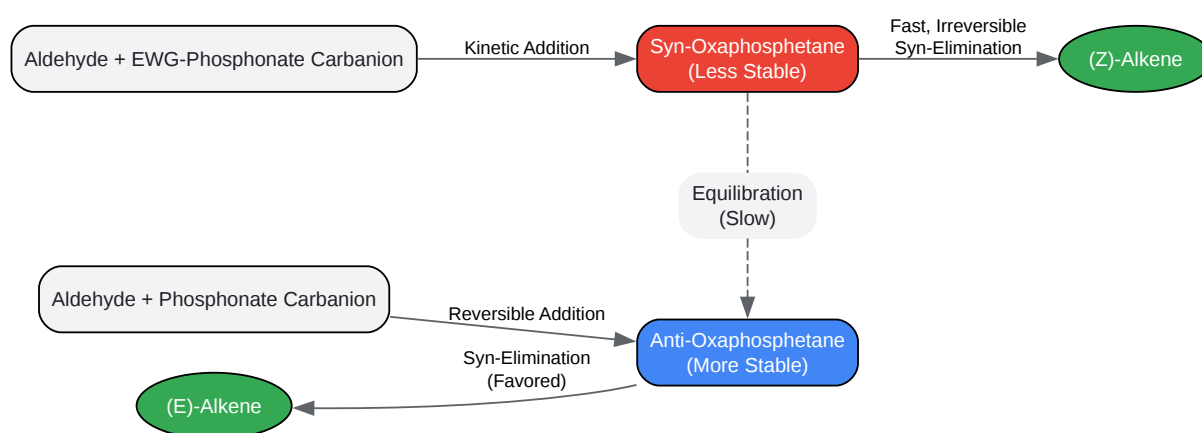 Aldehyde + EWG-Phosphonate Carbanion
Kinetic Addition
Syn-Oxaphosphetane
(Less Stable)
Fast, Irreversible
Syn-Elimination
(Z)-Alkene
Equilibration
(Slow)
Aldehyde + Phosphonate Carbanion
Reversible Addition
Anti-Oxaphosphetane
(More Stable)
Syn-Elimination
(Favored)
(E)-Alkene